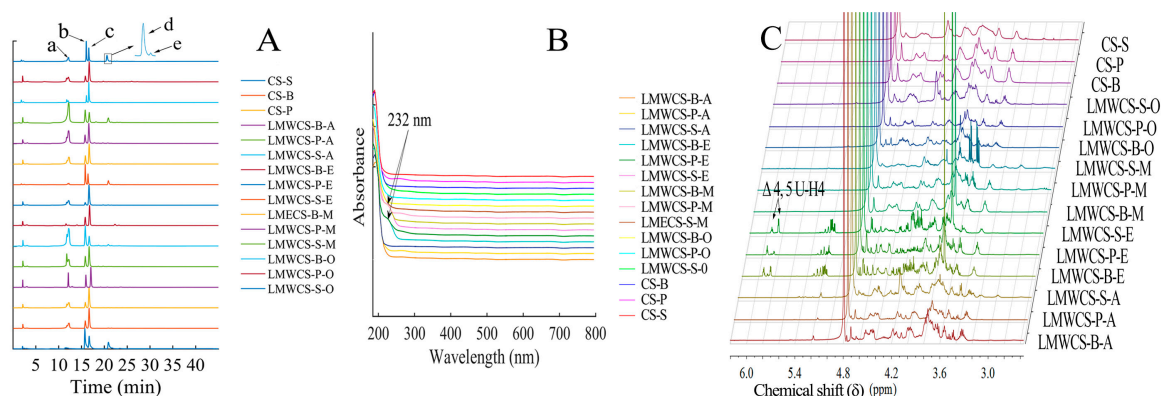 a
b
c
d
e
A
CS-S
CS-B
CS-P
LMWCS-B-A
LMWCS-P-A
LMWCS-S-A
LMWCS-B-E
LMWCS-P-E
LMWCS-S-E
LMECS-B-M
LMWCS-P-M
LMWCS-S-M
LMWCS-B-O
LMWCS-P-O
LMWCS-S-O
5 10 15 20 25 30 40
Time (min)
B
232 nm
Absorbance
LMWCS-B-A
LMWCS-P-A
LMWCS-S-A
LMWCS-B-E
LMWCS-P-E
LMWCS-S-E
LMWCS-B-M
LMWCS-P-M
LMECS-S-M
LMWCS-B-O
LMWCS-P-O
LMWCS-S-0
CS-B
CS-P
CS-S
200 300 400 500 600 700 800
Wavelength (nm)
C
CS-S
CS-P
CS-B
LMWCS-S-O
LMWCS-P-O
LMWCS-B-O
LMWCS-S-M
LMWCS-P-M
LMWCS-B-M
LMWCS-S-E
LMWCS-P-E
LMWCS-B-E
LMWCS-S-A
LMWCS-P-A
LMWCS-B-A
Δ4,5U-H4
6.0 5.4 4.8 4.2 3.6 3.0
Chemical shift (δ) (ppm)